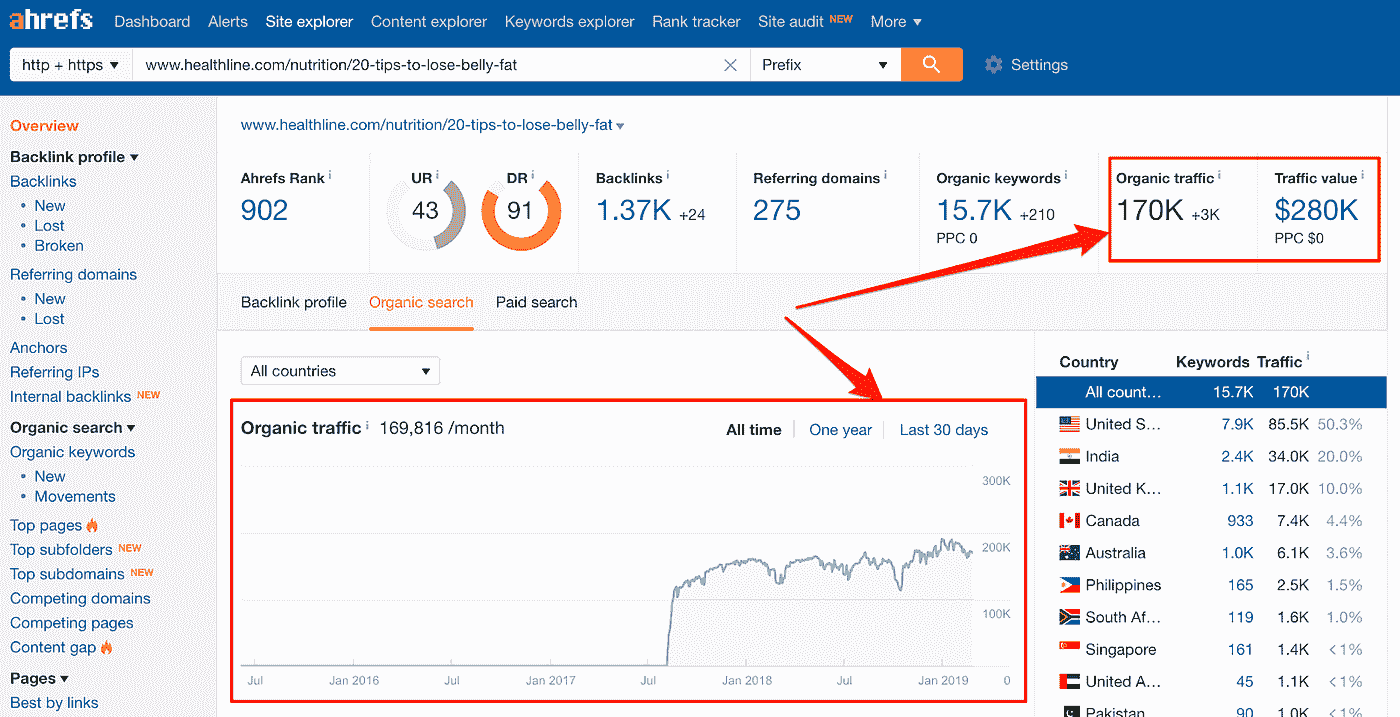 ahrefs Dashboard Alerts Site explorer Content explorer Keywords explorer Rank tracker Site audit NEW More
http + https www.healthline.com/nutrition/20-tips-to-lose-belly-fat Prefix Settings
Overview
Backlink profile
Backlinks
• New
• Lost
• Broken
Referring domains
• New
• Lost
Anchors
Referring IPs
Internal backlinks NEW
Organic search
Organic keywords
• New
• Movements
Top pages
Top subfolders NEW
Top subdomains NEW
Competing domains
Competing pages
Content gap
Pages
Best by links
www.healthline.com/nutrition/20-tips-to-lose-belly-fat
Ahrefs Rank i
902
UR i
43
DR i
91
Backlinks i
1.37K +24
Referring domains i
275
Organic keywords i
15.7K +210
PPC 0
Organic traffic i
170K +3K
Traffic value i
$280K
PPC $0
Backlink profile Organic search Paid search
All countries
Organic traffic i 169,816 /month All time One year Last 30 days
300K
200K
100K
Jul Jan 2016 Jul Jan 2017 Jul Jan 2018 Jul Jan 2019 0
Country Keywords Traffic i
All count... 15.7K 170K
United S... 7.9K 85.5K 50.3%
India 2.4K 34.0K 20.0%
United K... 1.1K 17.0K 10.0%
Canada 933 7.4K 4.4%
Australia 1.0K 6.1K 3.6%
Philippines 165 2.5K 1.5%
South Af... 119 1.6K 1.0%
Singapore 161 1.4K <1%
United A... 45 1.1K <1%
Pakistan 90 1.0K <1%